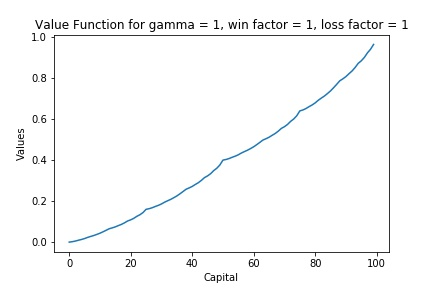 Value Function for gamma = 1, win factor = 1, loss factor = 1
1.0
0.8
0.6
0.4
0.2
0.0
Values
0 20 40 60 80 100
Capital